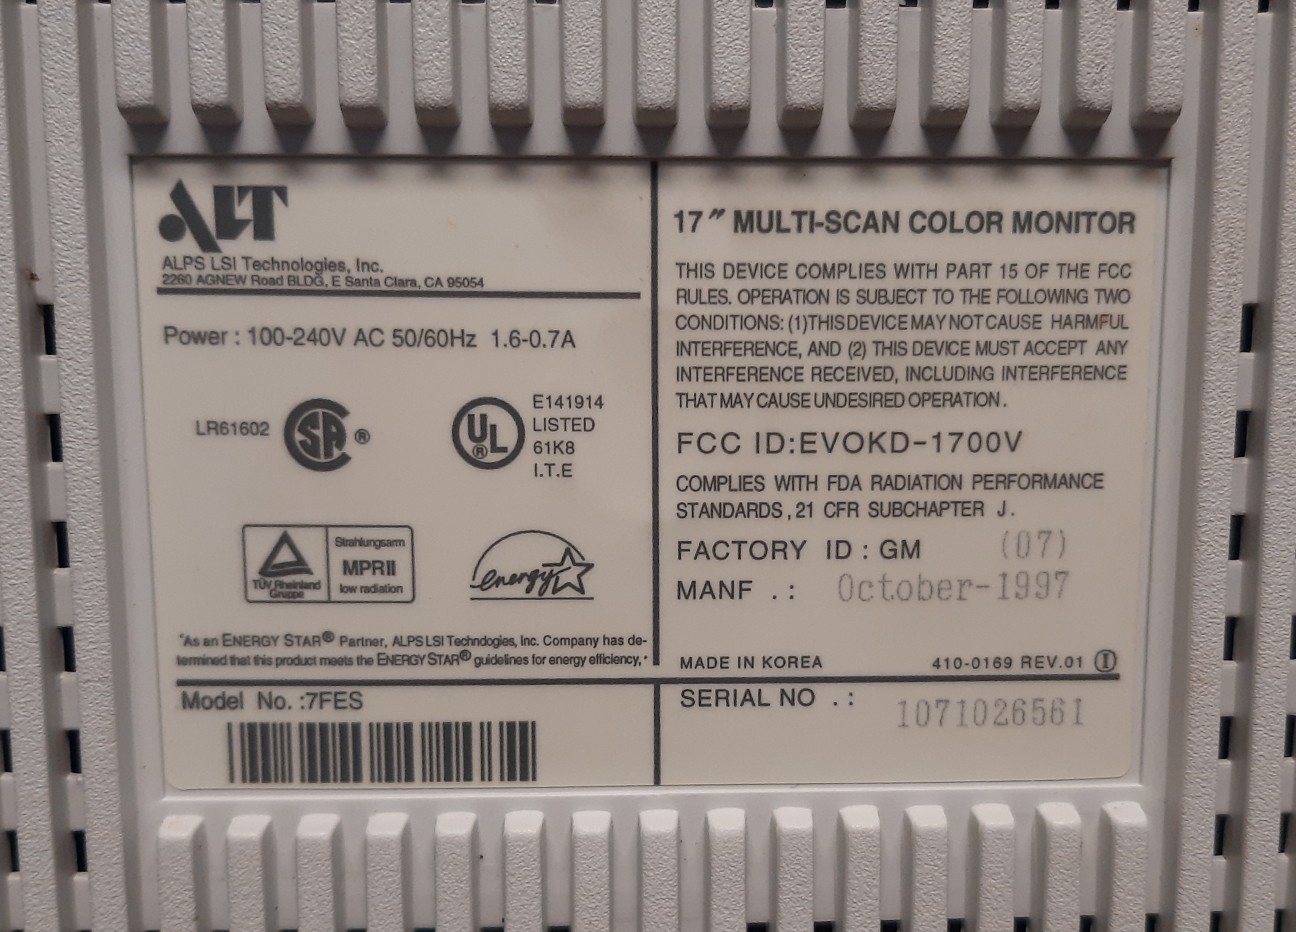 ALT
ALPS LSI Technologies, Inc.
2260 AGNEW Road BLDG, E Santa Clara, CA 95054
Power : 100-240V AC 50/60Hz 1.6-0.7A
LR61602
SA ®
UL ®
E141914
LISTED
61K8
I.T.E
TÜV Rheinland
Gruppe
Strahlungsarm
MPRII
low radiation
energy
"As an ENERGY STAR® Partner, ALPS LSI Technologies, Inc. Company has de-
termined that this product meets the ENERGY STAR® guidelines for energy efficiency,"
Model No. :7FES
17" MULTI-SCAN COLOR MONITOR
THIS DEVICE COMPLIES WITH PART 15 OF THE FCC
RULES. OPERATION IS SUBJECT TO THE FOLLOWING TWO
CONDITIONS: (1)THIS DEVICE MAY NOT CAUSE HARMFUL
INTERFERENCE, AND (2) THIS DEVICE MUST ACCEPT ANY
INTERFERENCE RECEIVED, INCLUDING INTERFERENCE
THAT MAY CAUSE UNDESIRED OPERATION.
FCC ID:EVOKD-1700V
COMPLIES WITH FDA RADIATION PERFORMANCE
STANDARDS, 21 CFR SUBCHAPTER J.
FACTORY ID : GM (07)
MANF . : October-1997
MADE IN KOREA 410-0169 REV.01 I
SERIAL NO . : 1071026561